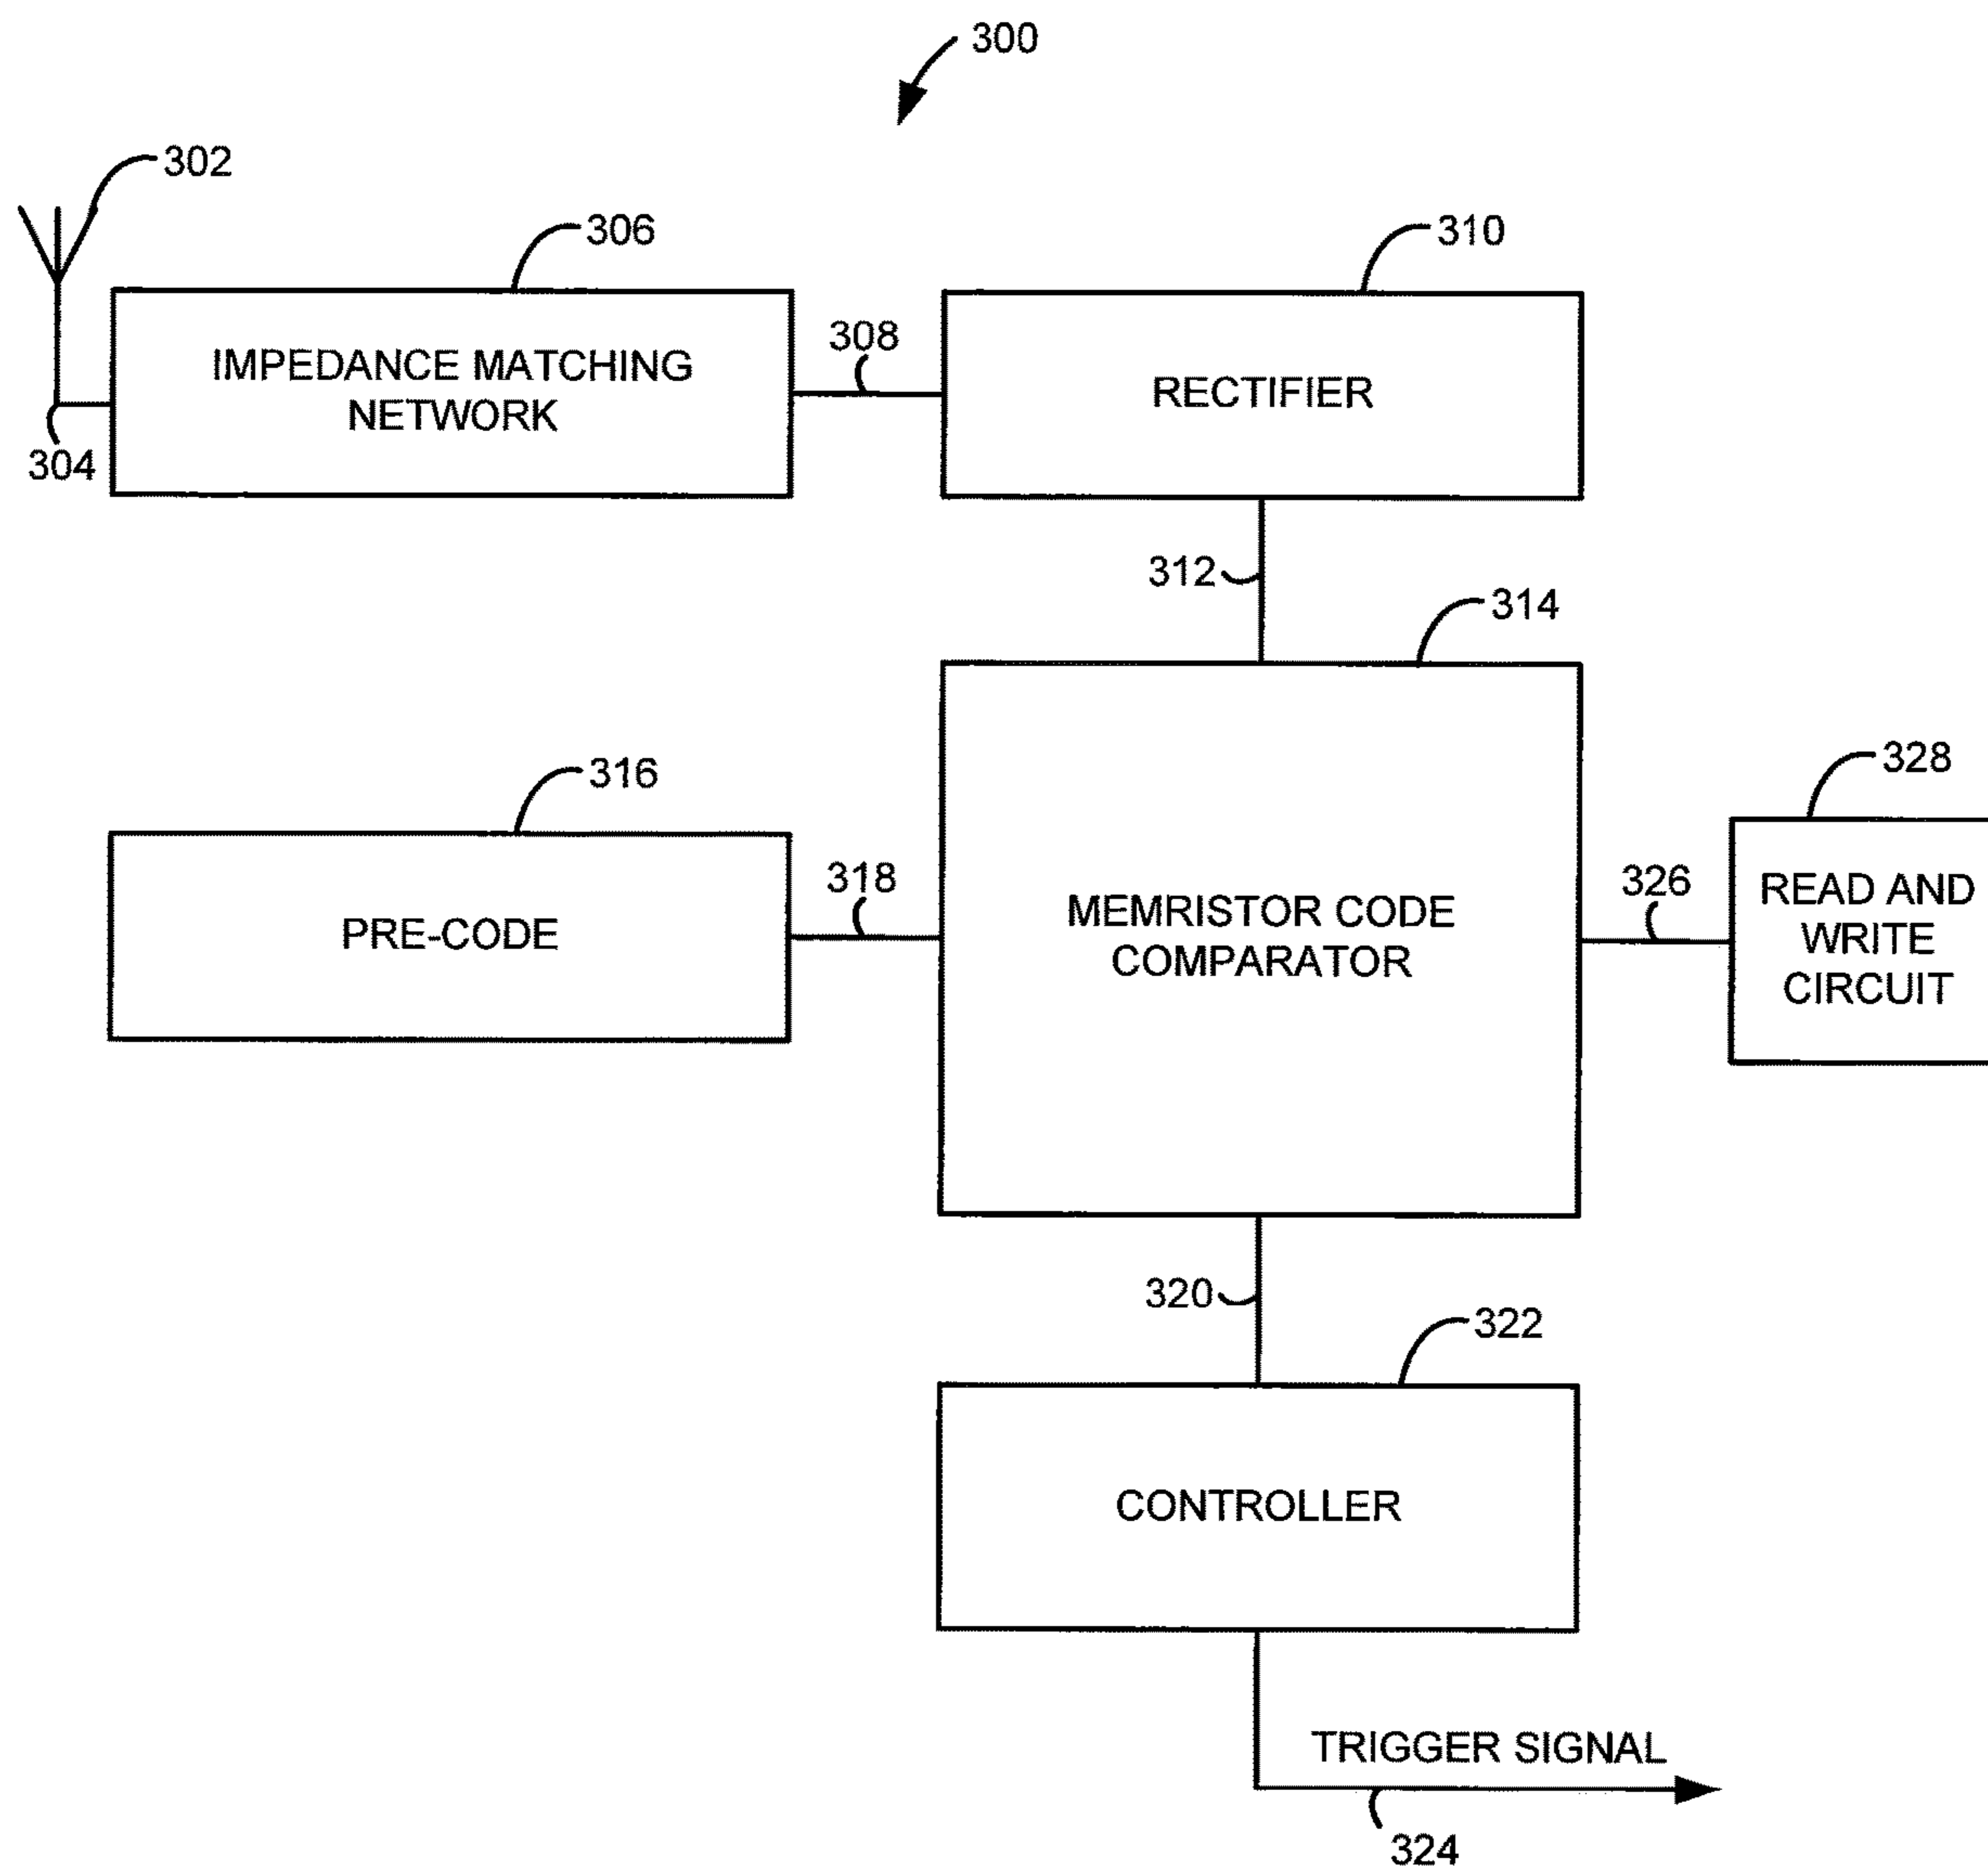 300
302
306
310
IMPEDANCE MATCHING
NETWORK
308
RECTIFIER
304
312
314
316
328
PRE-CODE
318
MEMRISTOR CODE
COMPARATOR
326
READ AND
WRITE
CIRCUIT
320
322
CONTROLLER
TRIGGER SIGNAL
324